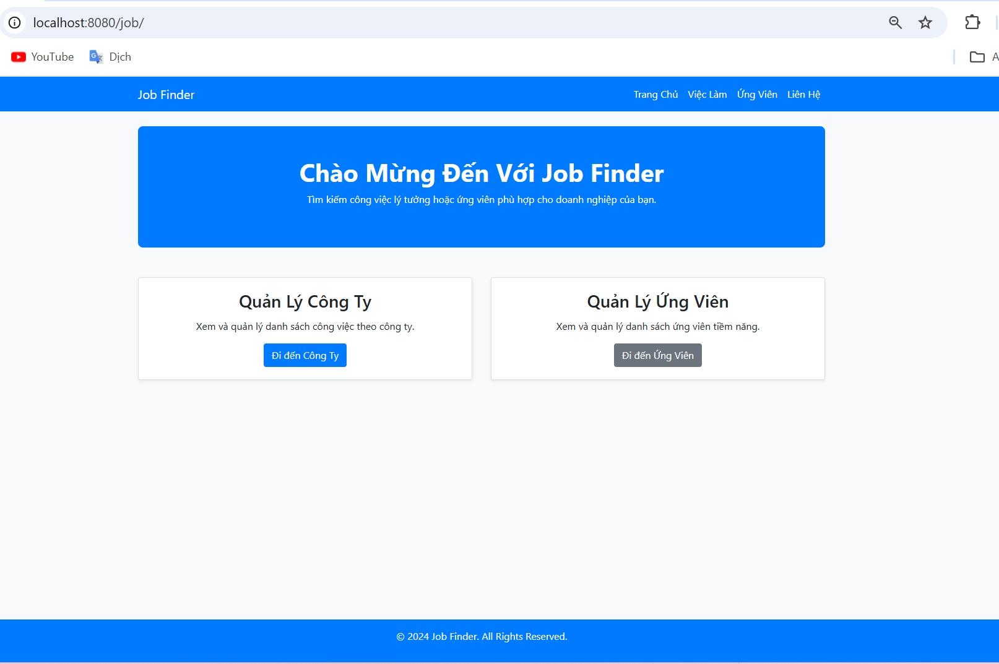 localhost:8080/job/
YouTube Dịch A
Job Finder Trang Chủ Việc Làm Ứng Viên Liên Hệ
Chào Mừng Đến Với Job Finder
Tìm kiếm công việc lý tưởng hoặc ứng viên phù hợp cho doanh nghiệp của bạn.
Quản Lý Công Ty
Xem và quản lý danh sách công việc theo công ty.
Đi đến Công Ty
Quản Lý Ứng Viên
Xem và quản lý danh sách ứng viên tiềm năng.
Đi đến Ứng Viên
© 2024 Job Finder. All Rights Reserved.